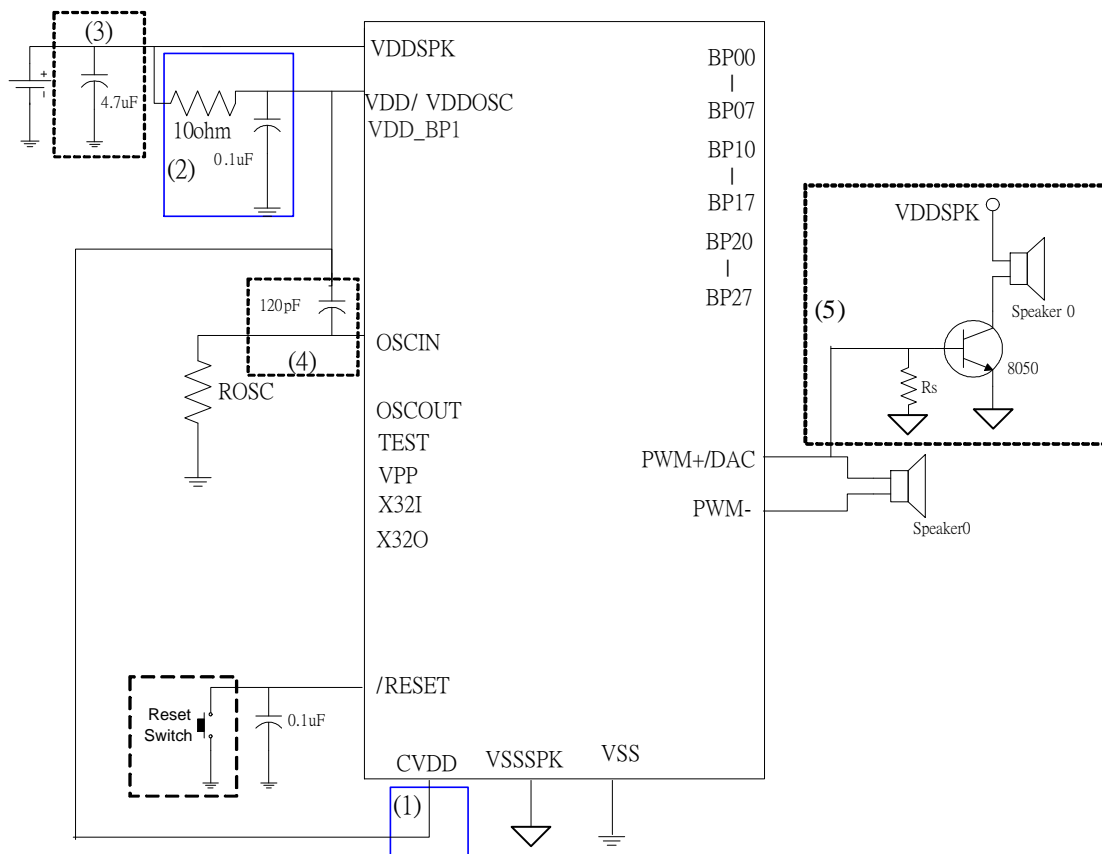 (3)
+
-
4.7uF
10ohm
0.1uF
(2)
VDDSPK
VDD/ VDDOSC
VDD_BP1
120pF
(4)
ROSC
OSCIN
OSCOUT
TEST
VPP
X32I
X32O
Reset
Switch
0.1uF
/RESET
CVDD
VSSSPK
VSS
(1)
BP00
|
BP07
BP10
|
BP17
BP20
|
BP27
PWM+/DAC
PWM-
VDDSPK
Speaker 0
(5)
8050
Rs
Speaker0